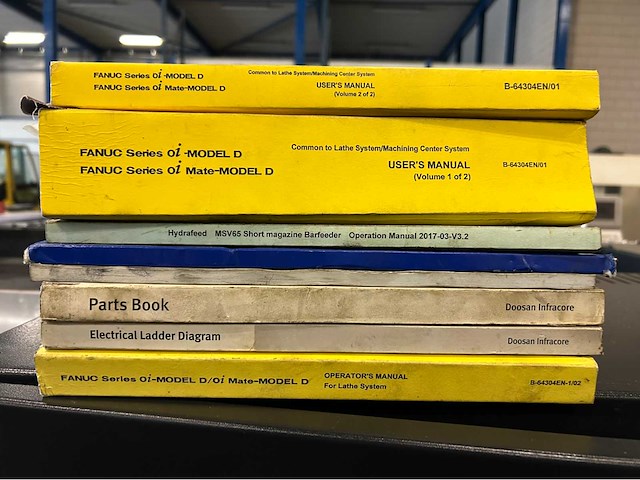 FANUC Series 0i-MODEL D
FANUC Series 0i Mate-MODEL D
Common to Lathe System/Machining Center System
USER'S MANUAL
(Volume 2 of 2)
B-64304EN/01
FANUC Series 0i-MODEL D
FANUC Series 0i Mate-MODEL D
Common to Lathe System/Machining Center System
USER'S MANUAL
(Volume 1 of 2)
B-64304EN/01
Hydrafeed MSV65 Short magazine Barfeeder Operation Manual 2017-03-V3.2
Parts Book Doosan Infracore
Electrical Ladder Diagram Doosan Infracore
FANUC Series 0i-MODEL D/0i Mate-MODEL D
OPERATOR'S MANUAL
For Lathe System
B-64304EN-1/02